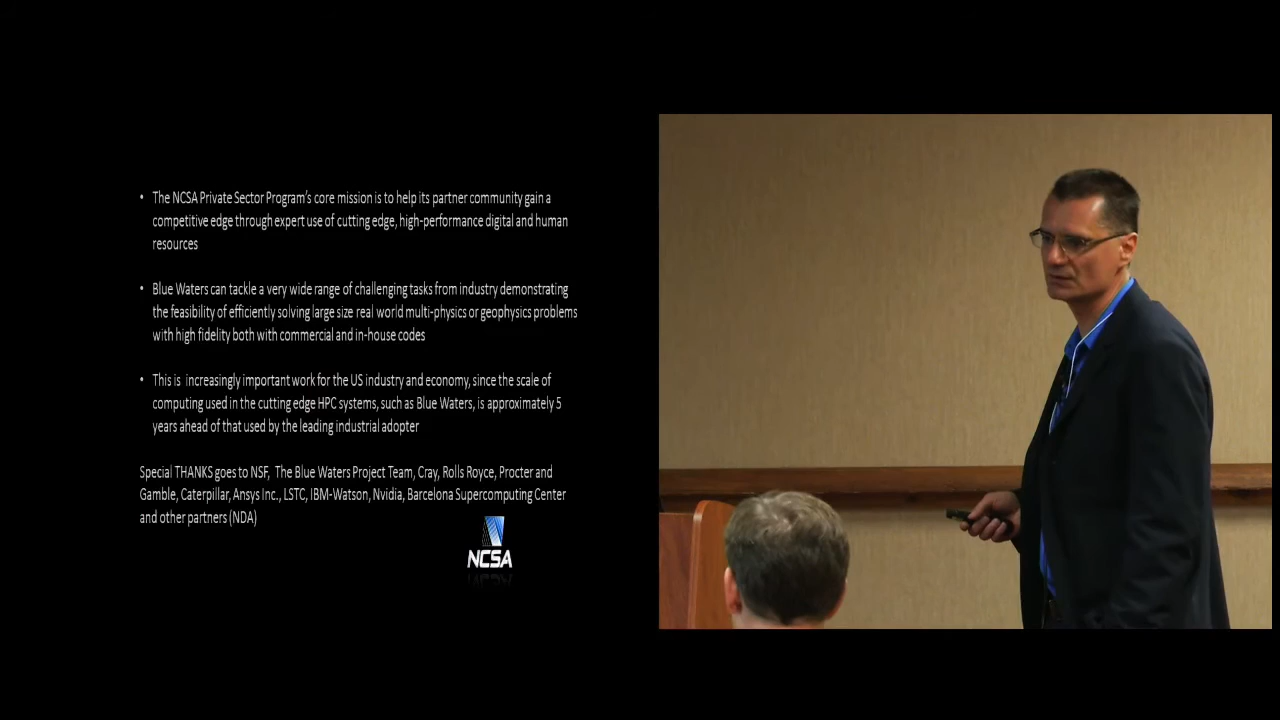 • The NCSA Private Sector Program's core mission is to help its partner community gain a
competitive edge through expert use of cutting edge, high-performance digital and human
resources
• Blue Waters can tackle a very wide range of challenging tasks from industry demonstrating
the feasibility of efficiently solving large size real world multi-physics or geophysics problems
with high fidelity both with commercial and in-house codes
• This is increasingly important work for the US industry and economy, since the scale of
computing used in the cutting edge HPC systems, such as Blue Waters, is approximately 5
years ahead of that used by the leading industrial adopter
Special THANKS goes to NSF, The Blue Waters Project Team, Cray, Rolls Royce, Procter and
Gamble, Caterpillar, Ansys Inc., LSTC, IBM-Watson, Nvidia, Barcelona Supercomputing Center
and other partners (NDA)
NCSA